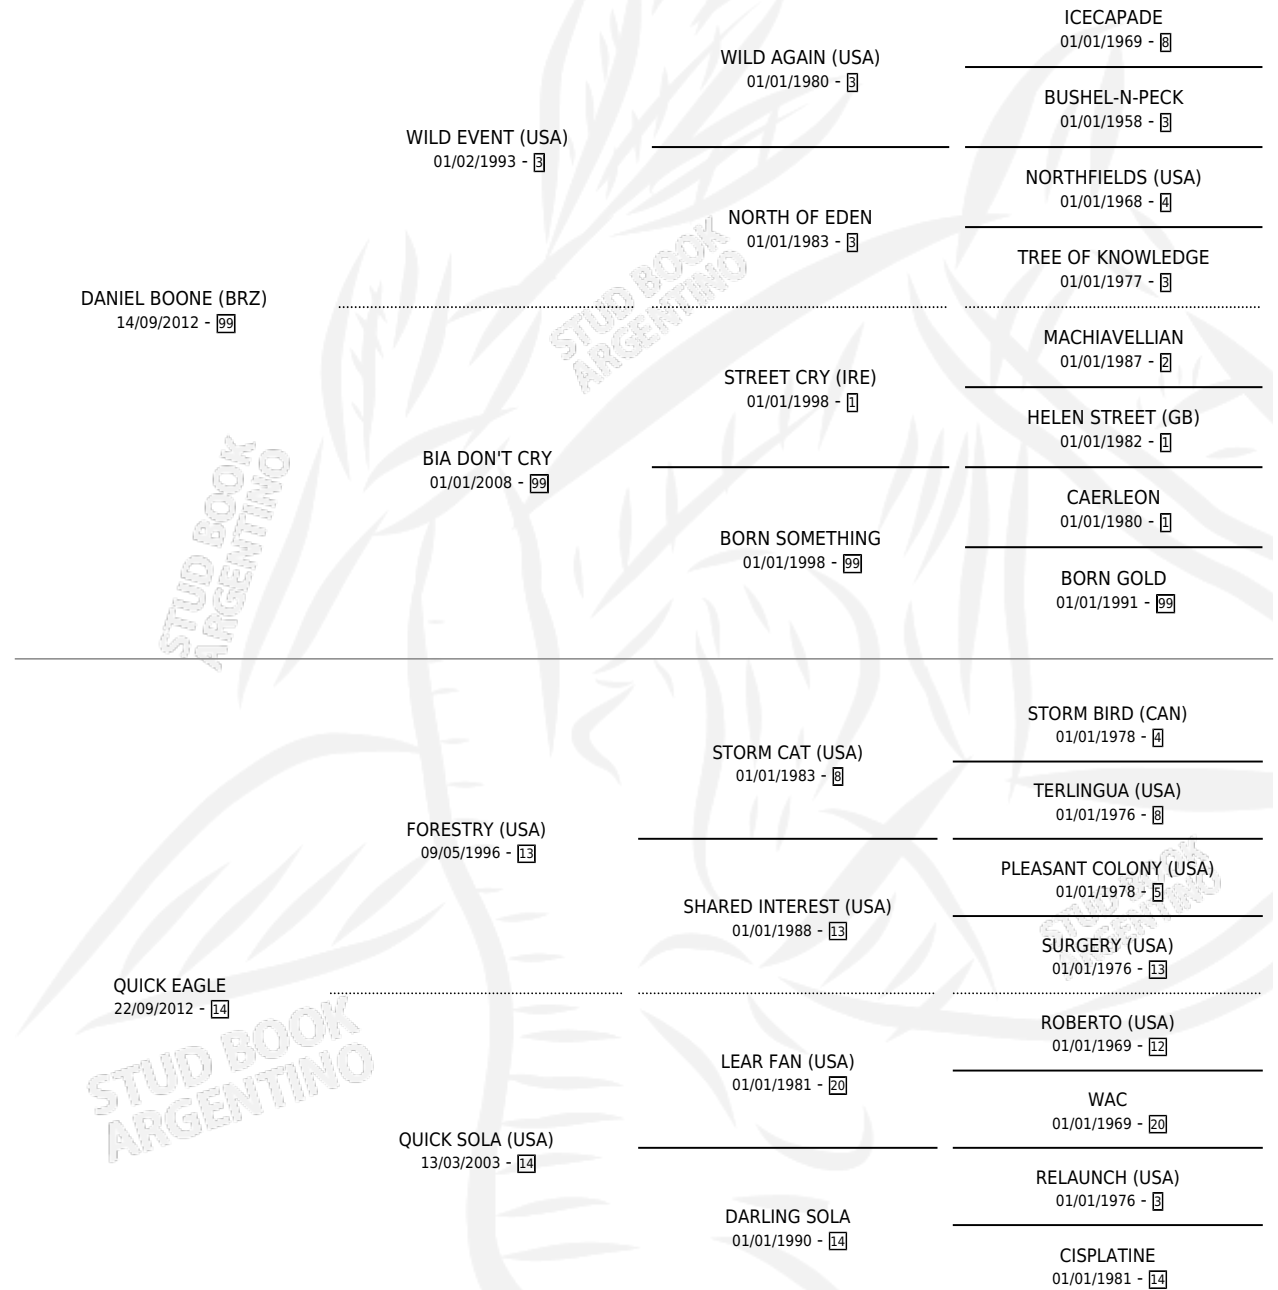 ICECAPADE
01/01/1969 - 8
WILD AGAIN (USA)
01/01/1980 - 3
BUSHEL-N-PECK
01/01/1958 - 3
WILD EVENT (USA)
01/02/1993 - 3
NORTHFIELDS (USA)
01/01/1968 - 4
NORTH OF EDEN
01/01/1983 - 3
TREE OF KNOWLEDGE
01/01/1977 - 3
DANIEL BOONE (BRZ)
14/09/2012 - 99
MACHIAVELLIAN
01/01/1987 - 2
STREET CRY (IRE)
01/01/1998 - 1
HELEN STREET (GB)
01/01/1982 - 1
BIA DON'T CRY
01/01/2008 - 99
CAERLEON
01/01/1980 - 1
BORN SOMETHING
01/01/1998 - 99
BORN GOLD
01/01/1991 - 99
STUD BOOK
ARGENTINO
STUD BOOK
ARGENTINO
STORM BIRD (CAN)
01/01/1978 - 4
STORM CAT (USA)
01/01/1983 - 8
TERLINGUA (USA)
01/01/1976 - 8
FORESTRY (USA)
09/05/1996 - 13
PLEASANT COLONY (USA)
01/01/1978 - 5
SHARED INTEREST (USA)
01/01/1988 - 13
SURGERY (USA)
01/01/1976 - 13
QUICK EAGLE
22/09/2012 - 14
ROBERTO (USA)
01/01/1969 - 12
LEAR FAN (USA)
01/01/1981 - 20
WAC
01/01/1969 - 20
QUICK SOLA (USA)
13/03/2003 - 14
RELAUNCH (USA)
01/01/1976 - 3
DARLING SOLA
01/01/1990 - 14
CISPLATINE
01/01/1981 - 14
STUD BOOK
ARGENTINO
STUD BOOK
ARGENTINO